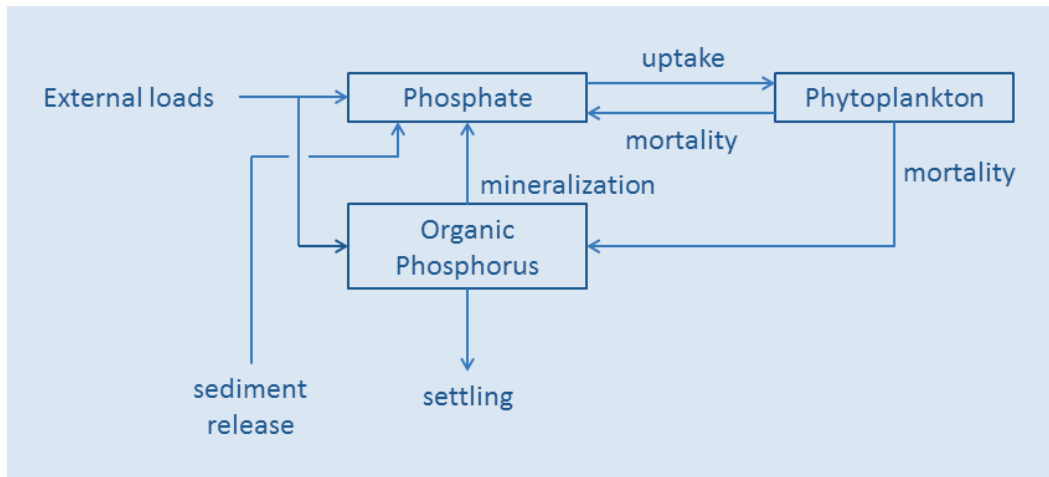 uptake
External loads
Phosphate
Phytoplankton
mortality
mortality
mineralization
Organic
Phosphorus
sediment
release
settling